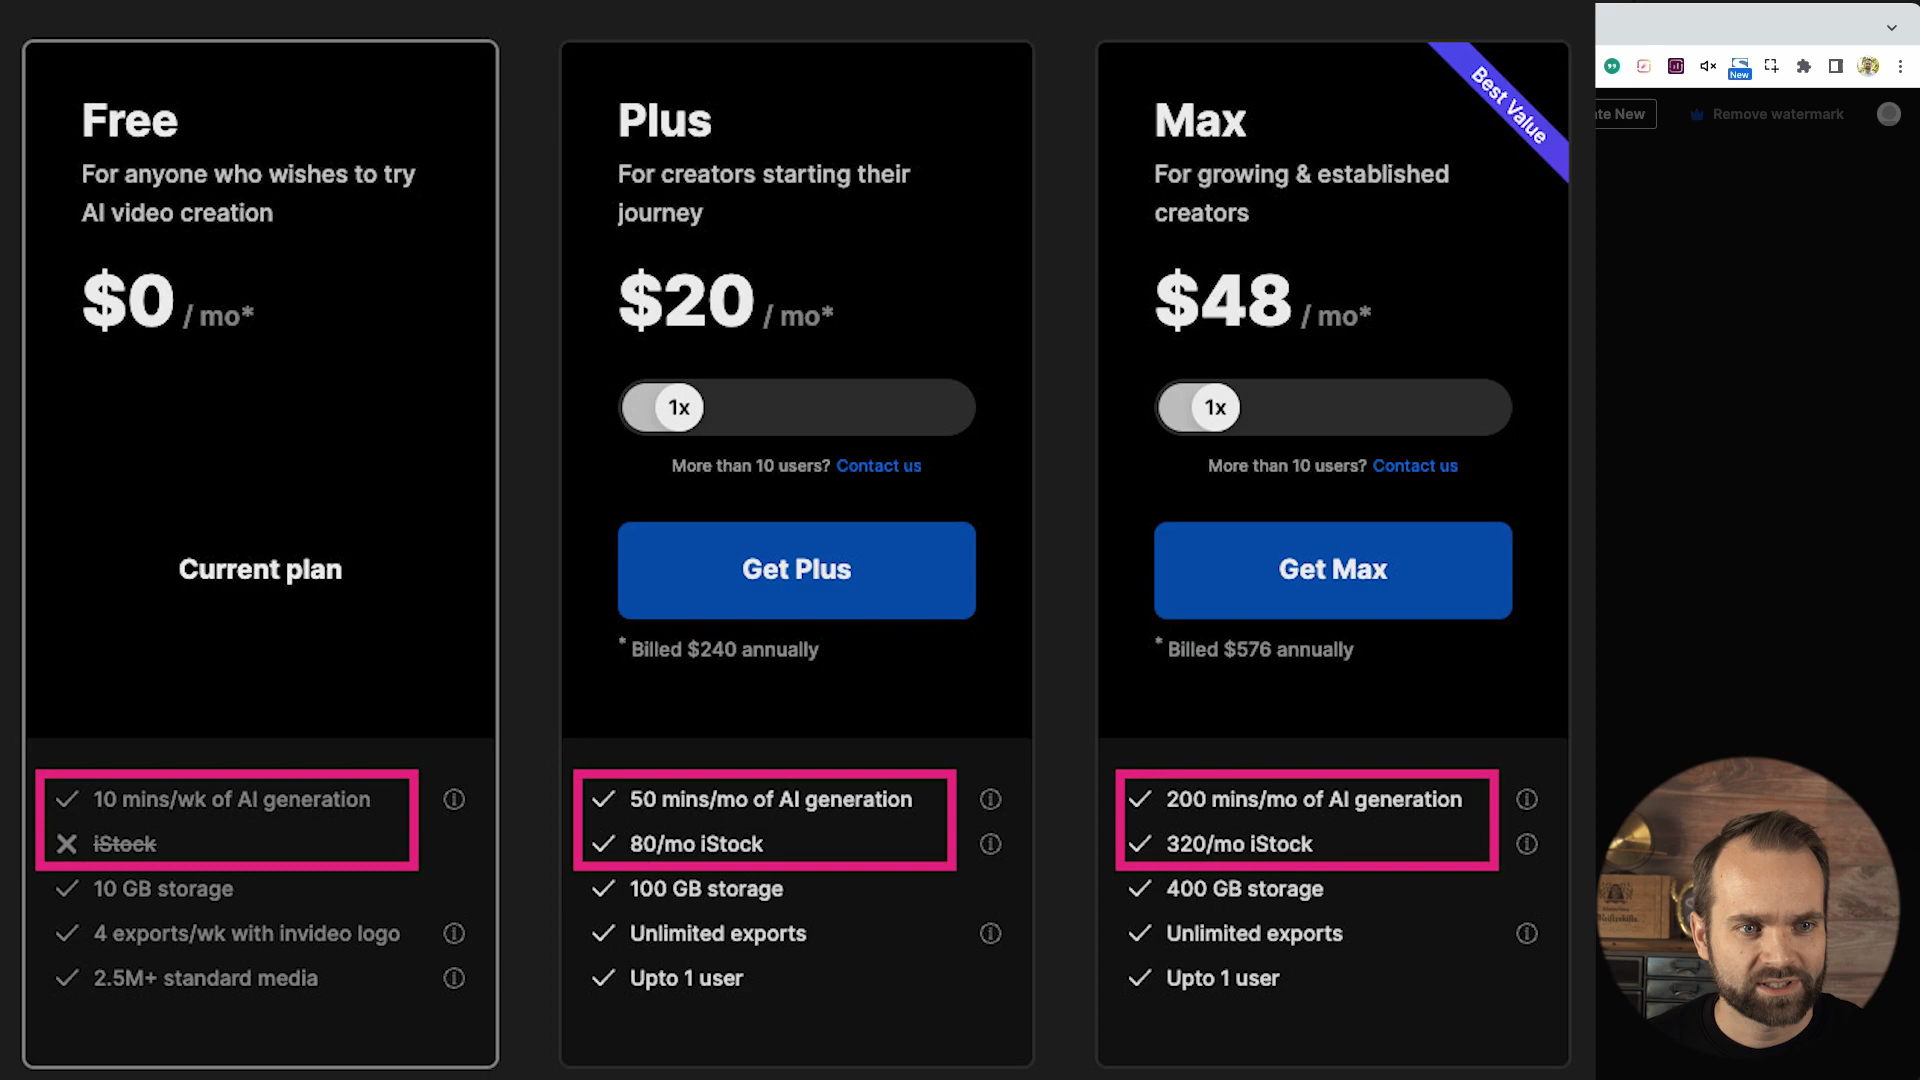 Free
For anyone who wishes to try
AI video creation
$0 / mo*
Current plan
10 mins/wk of AI generation
iStock
10 GB storage
4 exports/wk with invideo logo
2.5M+ standard media
Plus
For creators starting their
journey
$20 / mo*
1x
More than 10 users? Contact us
Get Plus
* Billed $240 annually
50 mins/mo of AI generation
80/mo iStock
100 GB storage
Unlimited exports
Upto 1 user
Best Value
Max
For growing & established
creators
$48 / mo*
1x
More than 10 users? Contact us
Get Max
* Billed $576 annually
200 mins/mo of AI generation
320/mo iStock
400 GB storage
Unlimited exports
Upto 1 user
New
te New
Remove watermark